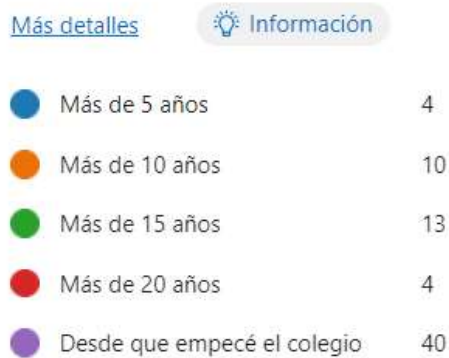 Más detalles Información
Más de 5 años 4
Más de 10 años 10
Más de 15 años 13
Más de 20 años 4
Desde que empecé el colegio 40